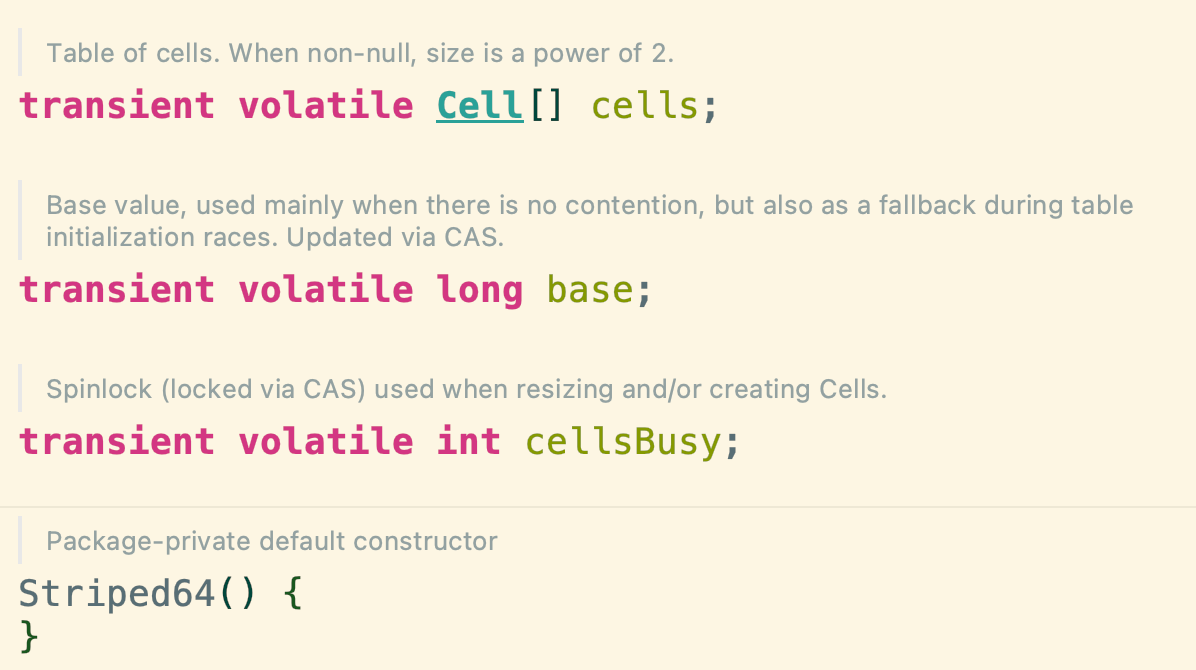 Table of cells. When non-null, size is a power of 2.
transient volatile Cell[] cells;
Base value, used mainly when there is no contention, but also as a fallback during table
initialization races. Updated via CAS.
transient volatile long base;
Spinlock (locked via CAS) used when resizing and/or creating Cells.
transient volatile int cellsBusy;
Package-private default constructor
Striped64() {
}